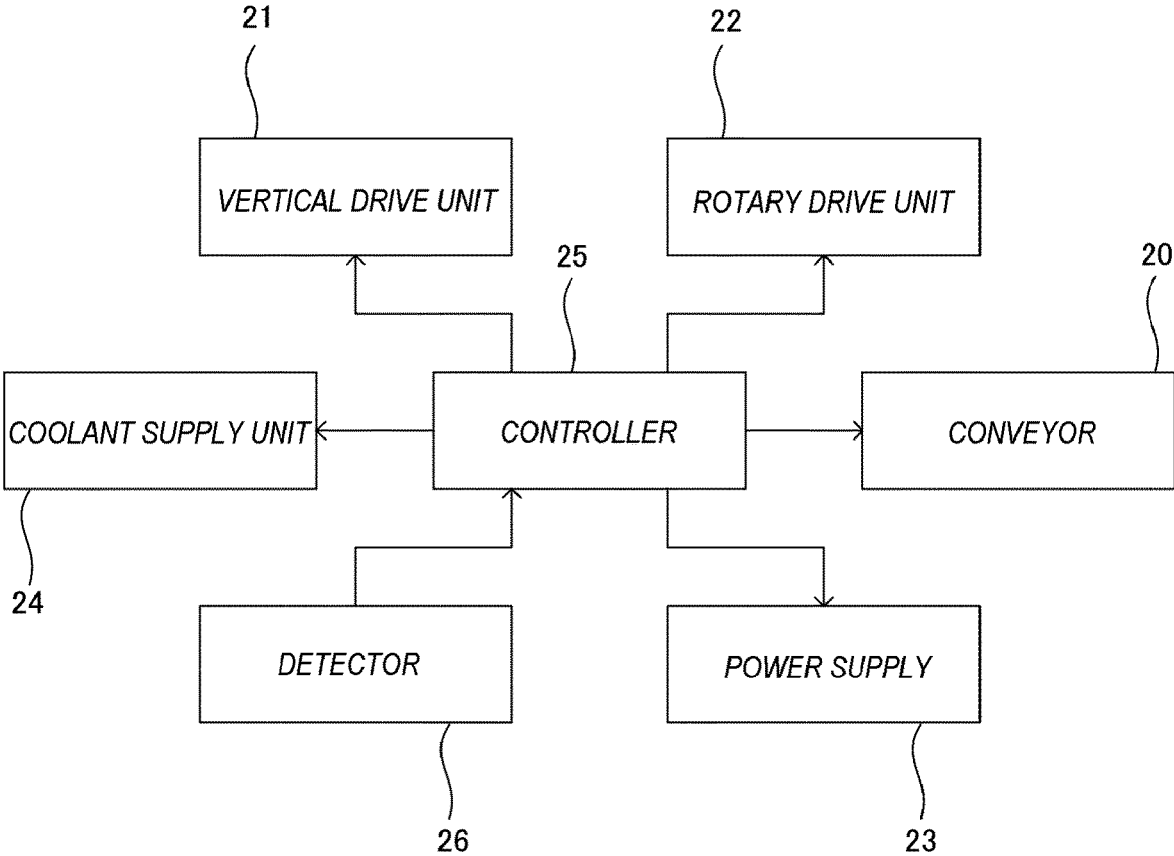 21
22
VERTICAL DRIVE UNIT
ROTARY DRIVE UNIT
25
20
COOLANT SUPPLY UNIT
CONTROLLER
CONVEYOR
24
DETECTOR
POWER SUPPLY
26
23